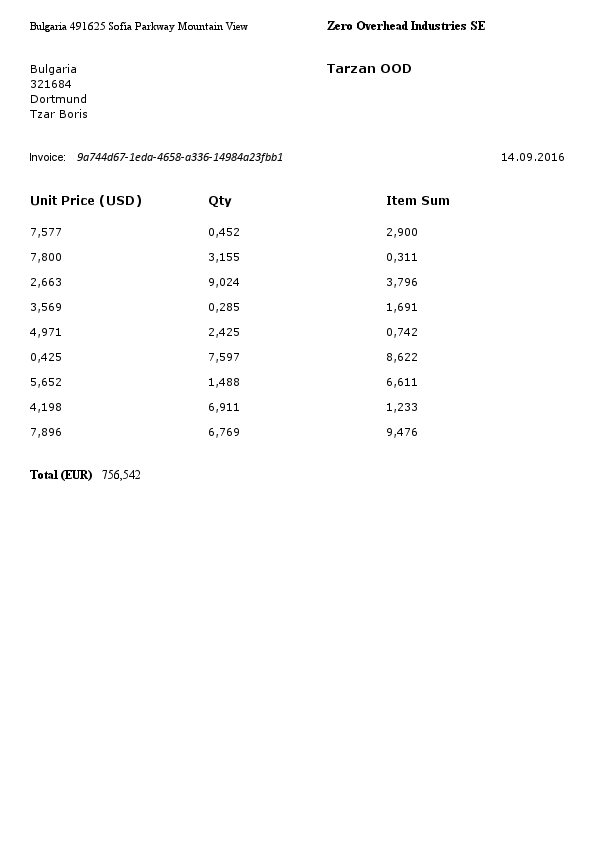 Bulgaria 491625 Sofia Parkway Mountain View Zero Overhead Industries SE
Bulgaria Tarzan OOD
321684
Dortmund
Tzar Boris
Invoice: 9a744d67-1eda-4658-a336-14984a23fbb1 14.09.2016
Unit Price (USD) Qty Item Sum
7,577 0,452 2,900
7,800 3,155 0,311
2,663 9,024 3,796
3,569 0,285 1,691
4,971 2,425 0,742
0,425 7,597 8,622
5,652 1,488 6,611
4,198 6,911 1,233
7,896 6,769 9,476
Total (EUR) 756,542